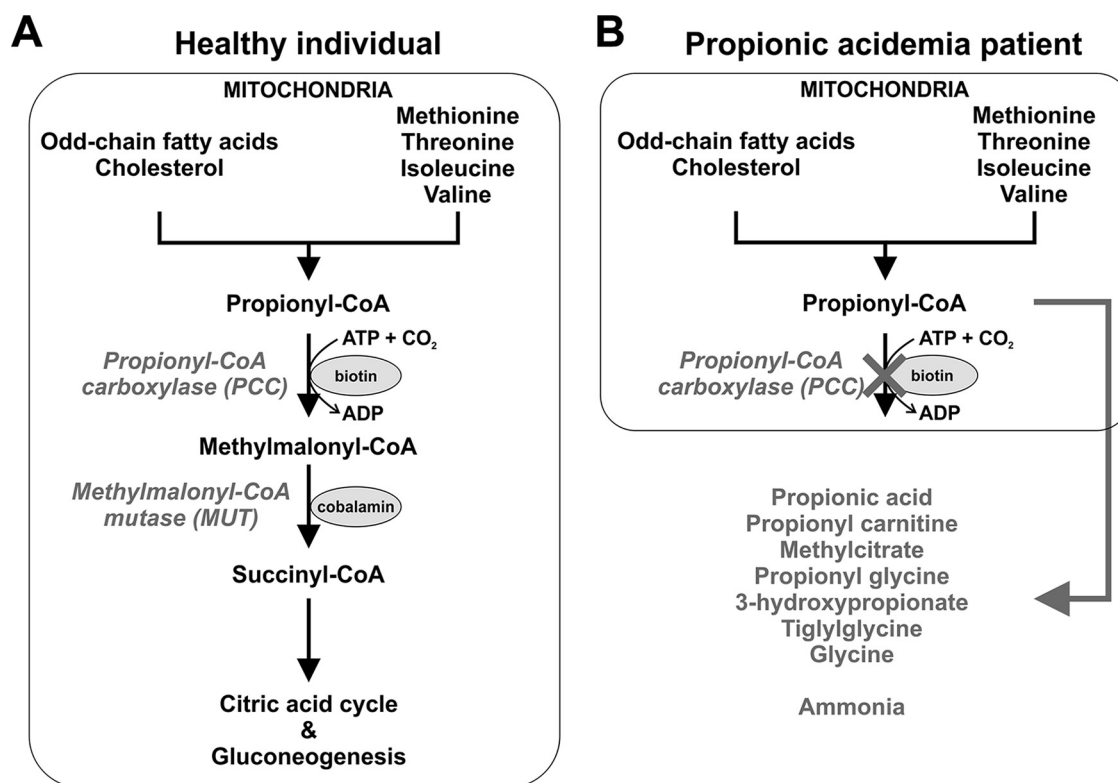 A
Healthy individual
MITOCHONDRIA
Odd-chain fatty acids
Cholesterol
Methionine
Threonine
Isoleucine
Valine
Propionyl-CoA
ATP + CO₂
Propionyl-CoA
carboxylase (PCC)
biotin
ADP
Methylmalonyl-CoA
Methylmalonyl-CoA
mutase (MUT)
cobalamin
Succinyl-CoA
Citric acid cycle
&
Gluconeogenesis
B
Propionic acidemia patient
MITOCHONDRIA
Odd-chain fatty acids
Cholesterol
Methionine
Threonine
Isoleucine
Valine
Propionyl-CoA
ATP + CO₂
Propionyl-CoA
carboxylase (PCC)
biotin
ADP
Propionic acid
Propionyl carnitine
Methylcitrate
Propionyl glycine
3-hydroxypropionate
Tiglylglycine
Glycine
Ammonia